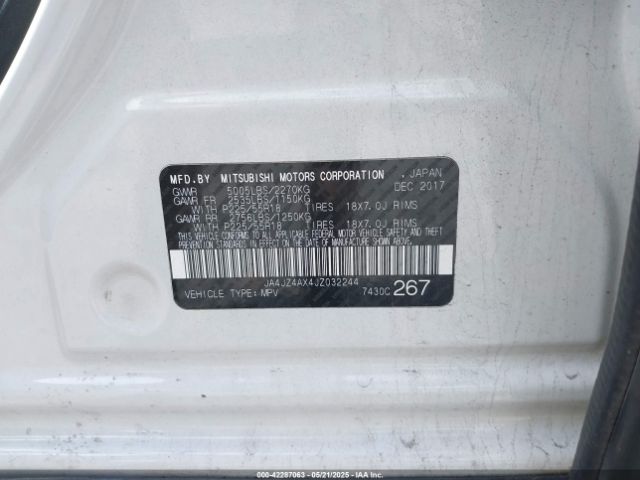 MFD.BY MITSUBISHI MOTORS CORPORATION , JAPAN
GVWR 5005LBS/2270KG DEC 2017
GAWR FR 2535LBS/1150KG
WITH P225/55R18 TIRES 18X7.0J RIMS
GAWR RR 2756LBS/1250KG
WITH P225/55R18 TIRES 18X7.0J RIMS
THIS VEHICLE CONFORMS TO ALL APPLICABLE FEDERAL MOTOR VEHICLE SAFETY AND
THEFT PREVENTION STANDARDS IN EFFECT ON THE DATE OF MANUFACTURE SHOWN ABOVE.
JA4JZ4AX4JZ032244
VEHICLE TYPE: MPV 7430C 267
000-42287063 - 05/21/2025 - IAAI.COM